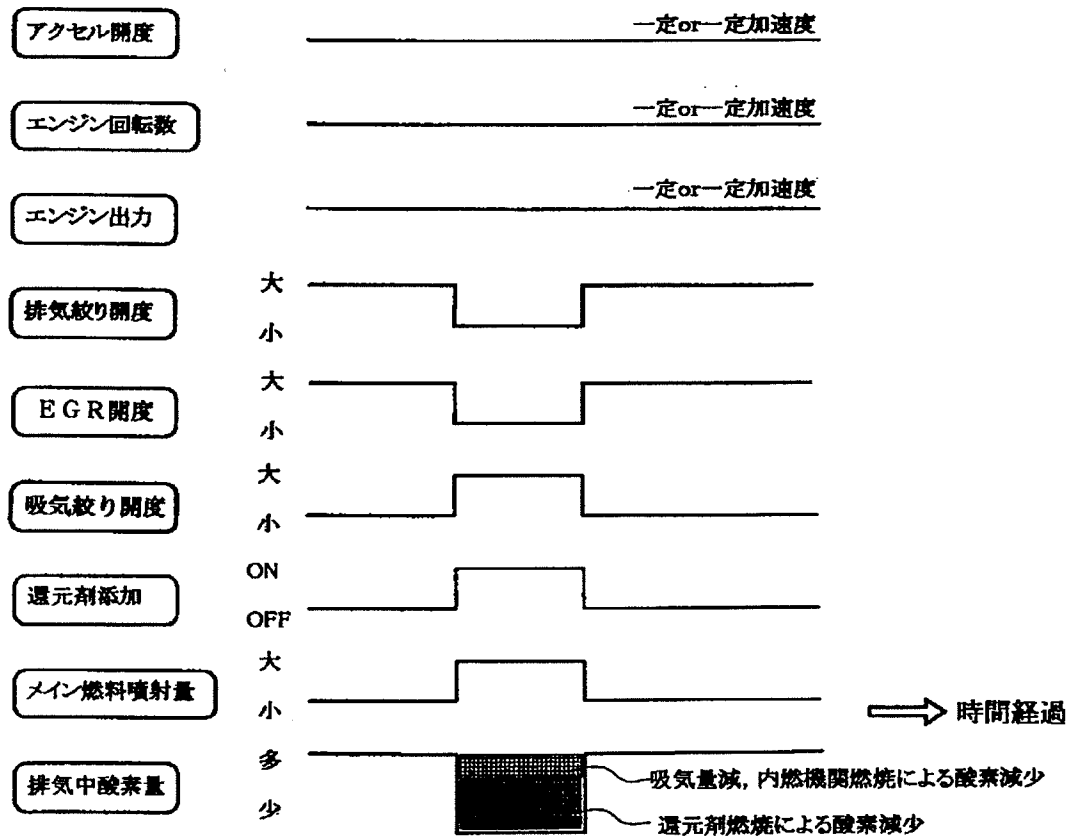 アクセル開度
一定or一定加速度
エンジン回転数
一定or一定加速度
エンジン出力
一定or一定加速度
排気絞り開度
大
小
EGR開度
大
小
吸気絞り開度
大
小
還元剤添加
ON
OFF
メイン燃料噴射量
大
小
時間経過
排気中酸素量
多
少
吸気量減，内燃機関燃焼による酸素減少
還元剤燃焼による酸素減少